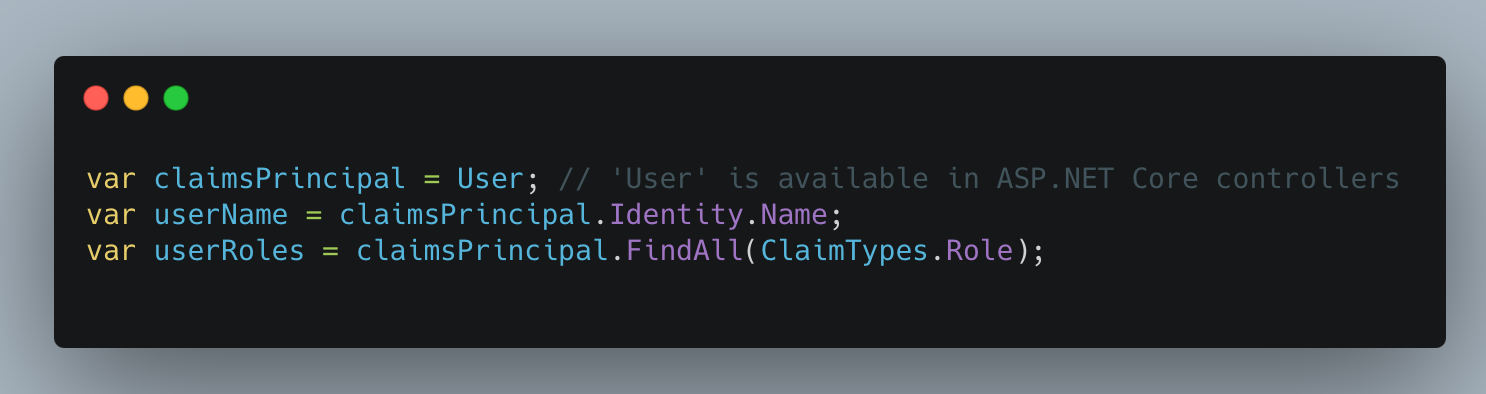 var claimsPrincipal = User; // 'User' is available in ASP.NET Core controllers
var userName = claimsPrincipal.Identity.Name;
var userRoles = claimsPrincipal.FindAll(ClaimTypes.Role);